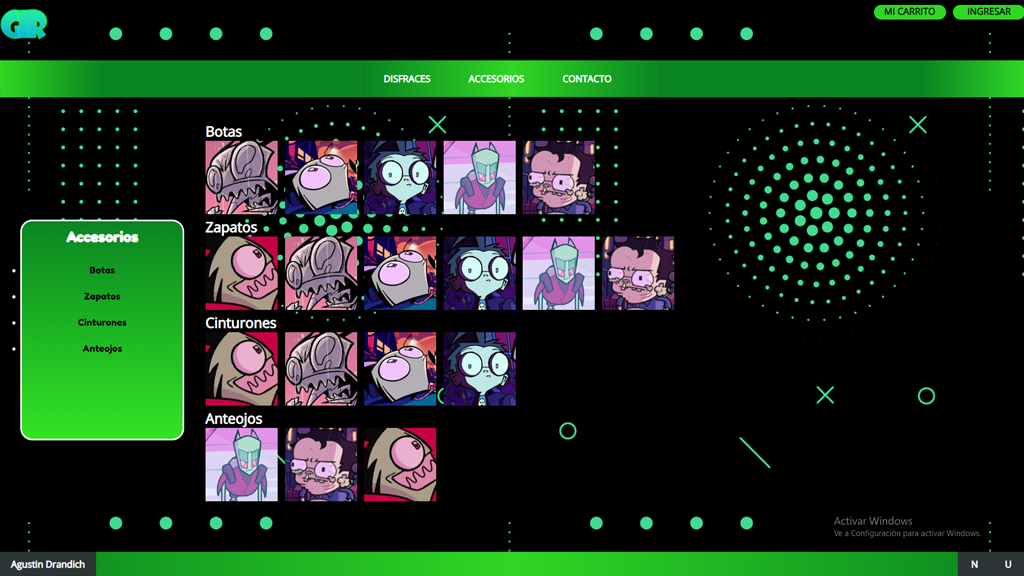 GIR
MI CARRITO
INGRESAR
DISFRACES
ACCESORIOS
CONTACTO
Accesorios
Botas
Zapatos
Cinturones
Anteojos
Botas
Zapatos
Cinturones
Anteojos
Activar Windows
Ve a Configuración para activar Windows.
Agustin Drandich
N
U